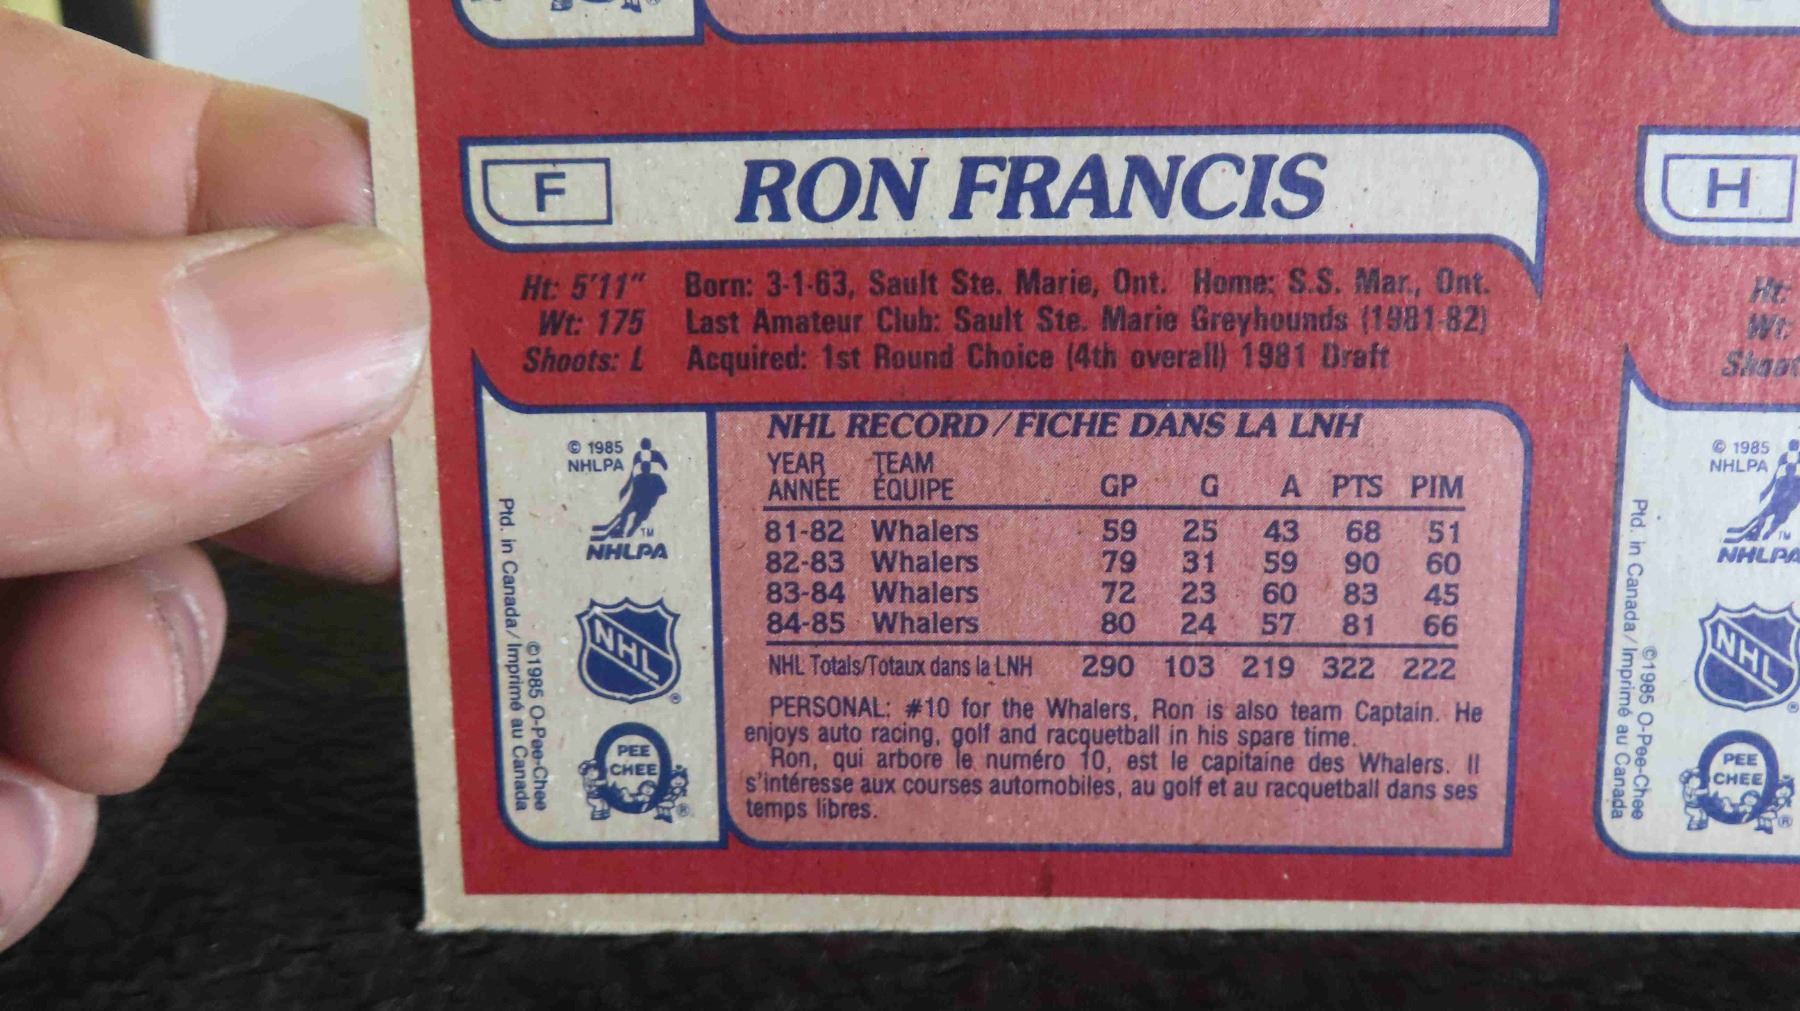 F
RON FRANCIS
Ht: 5'11" Born: 3-1-63, Sault Ste. Marie, Ont. Home: S.S. Mar., Ont.
Wt: 175 Last Amateur Club: Sault Ste. Marie Greyhounds (1981-82)
Shoots: L Acquired: 1st Round Choice (4th overall) 1981 Draft
© 1985
NHLPA
TM
NHLPA
NHL
®
PEE
CHEE
®
Ptd. in Canada/Imprimé au Canada
©1985 O-Pee-Chee
NHL RECORD/FICHE DANS LA LNH
YEAR TEAM
ANNÉE ÉQUIPE GP G A PTS PIM
81-82 Whalers 59 25 43 68 51
82-83 Whalers 79 31 59 90 60
83-84 Whalers 72 23 60 83 45
84-85 Whalers 80 24 57 81 66
NHL Totals/Totaux dans la LNH 290 103 219 322 222
PERSONAL: #10 for the Whalers, Ron is also team Captain. He
enjoys auto racing, golf and racquetball in his spare time.
Ron, qui arbore le numéro 10, est le capitaine des Whalers. Il
s'intéresse aux courses automobiles, au golf et au racquetball dans ses
temps libres.
H
Ht:
Wt:
© 1985
NHLPA
TM
NHLPA
NHL
®
PEE
CHEE
®
Ptd. in Canada/Imprimé au Canada
©1985 O-Pee-Chee